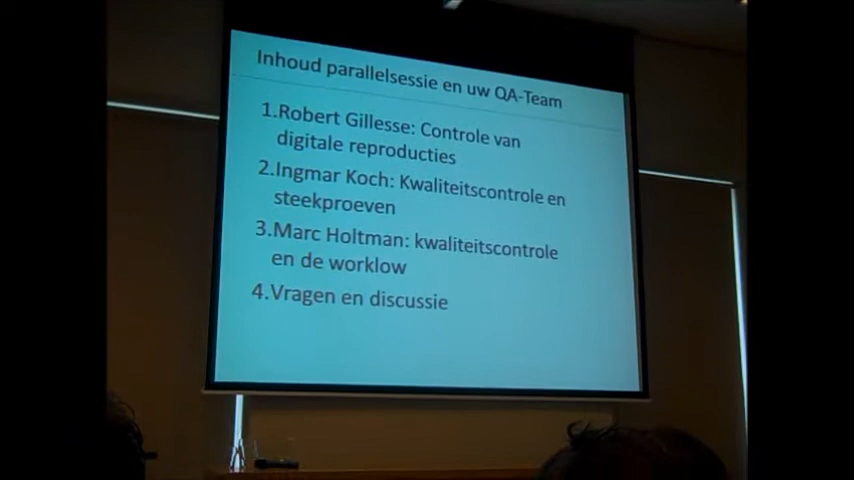 Inhoud parallelsessie en uw QA-Team
1.Robert Gillesse: Controle van
digitale reproducties
2.Ingmar Koch: Kwaliteitscontrole en
steekproeven
3.Marc Holtman: kwaliteitscontrole
en de worklow
4.Vragen en discussie